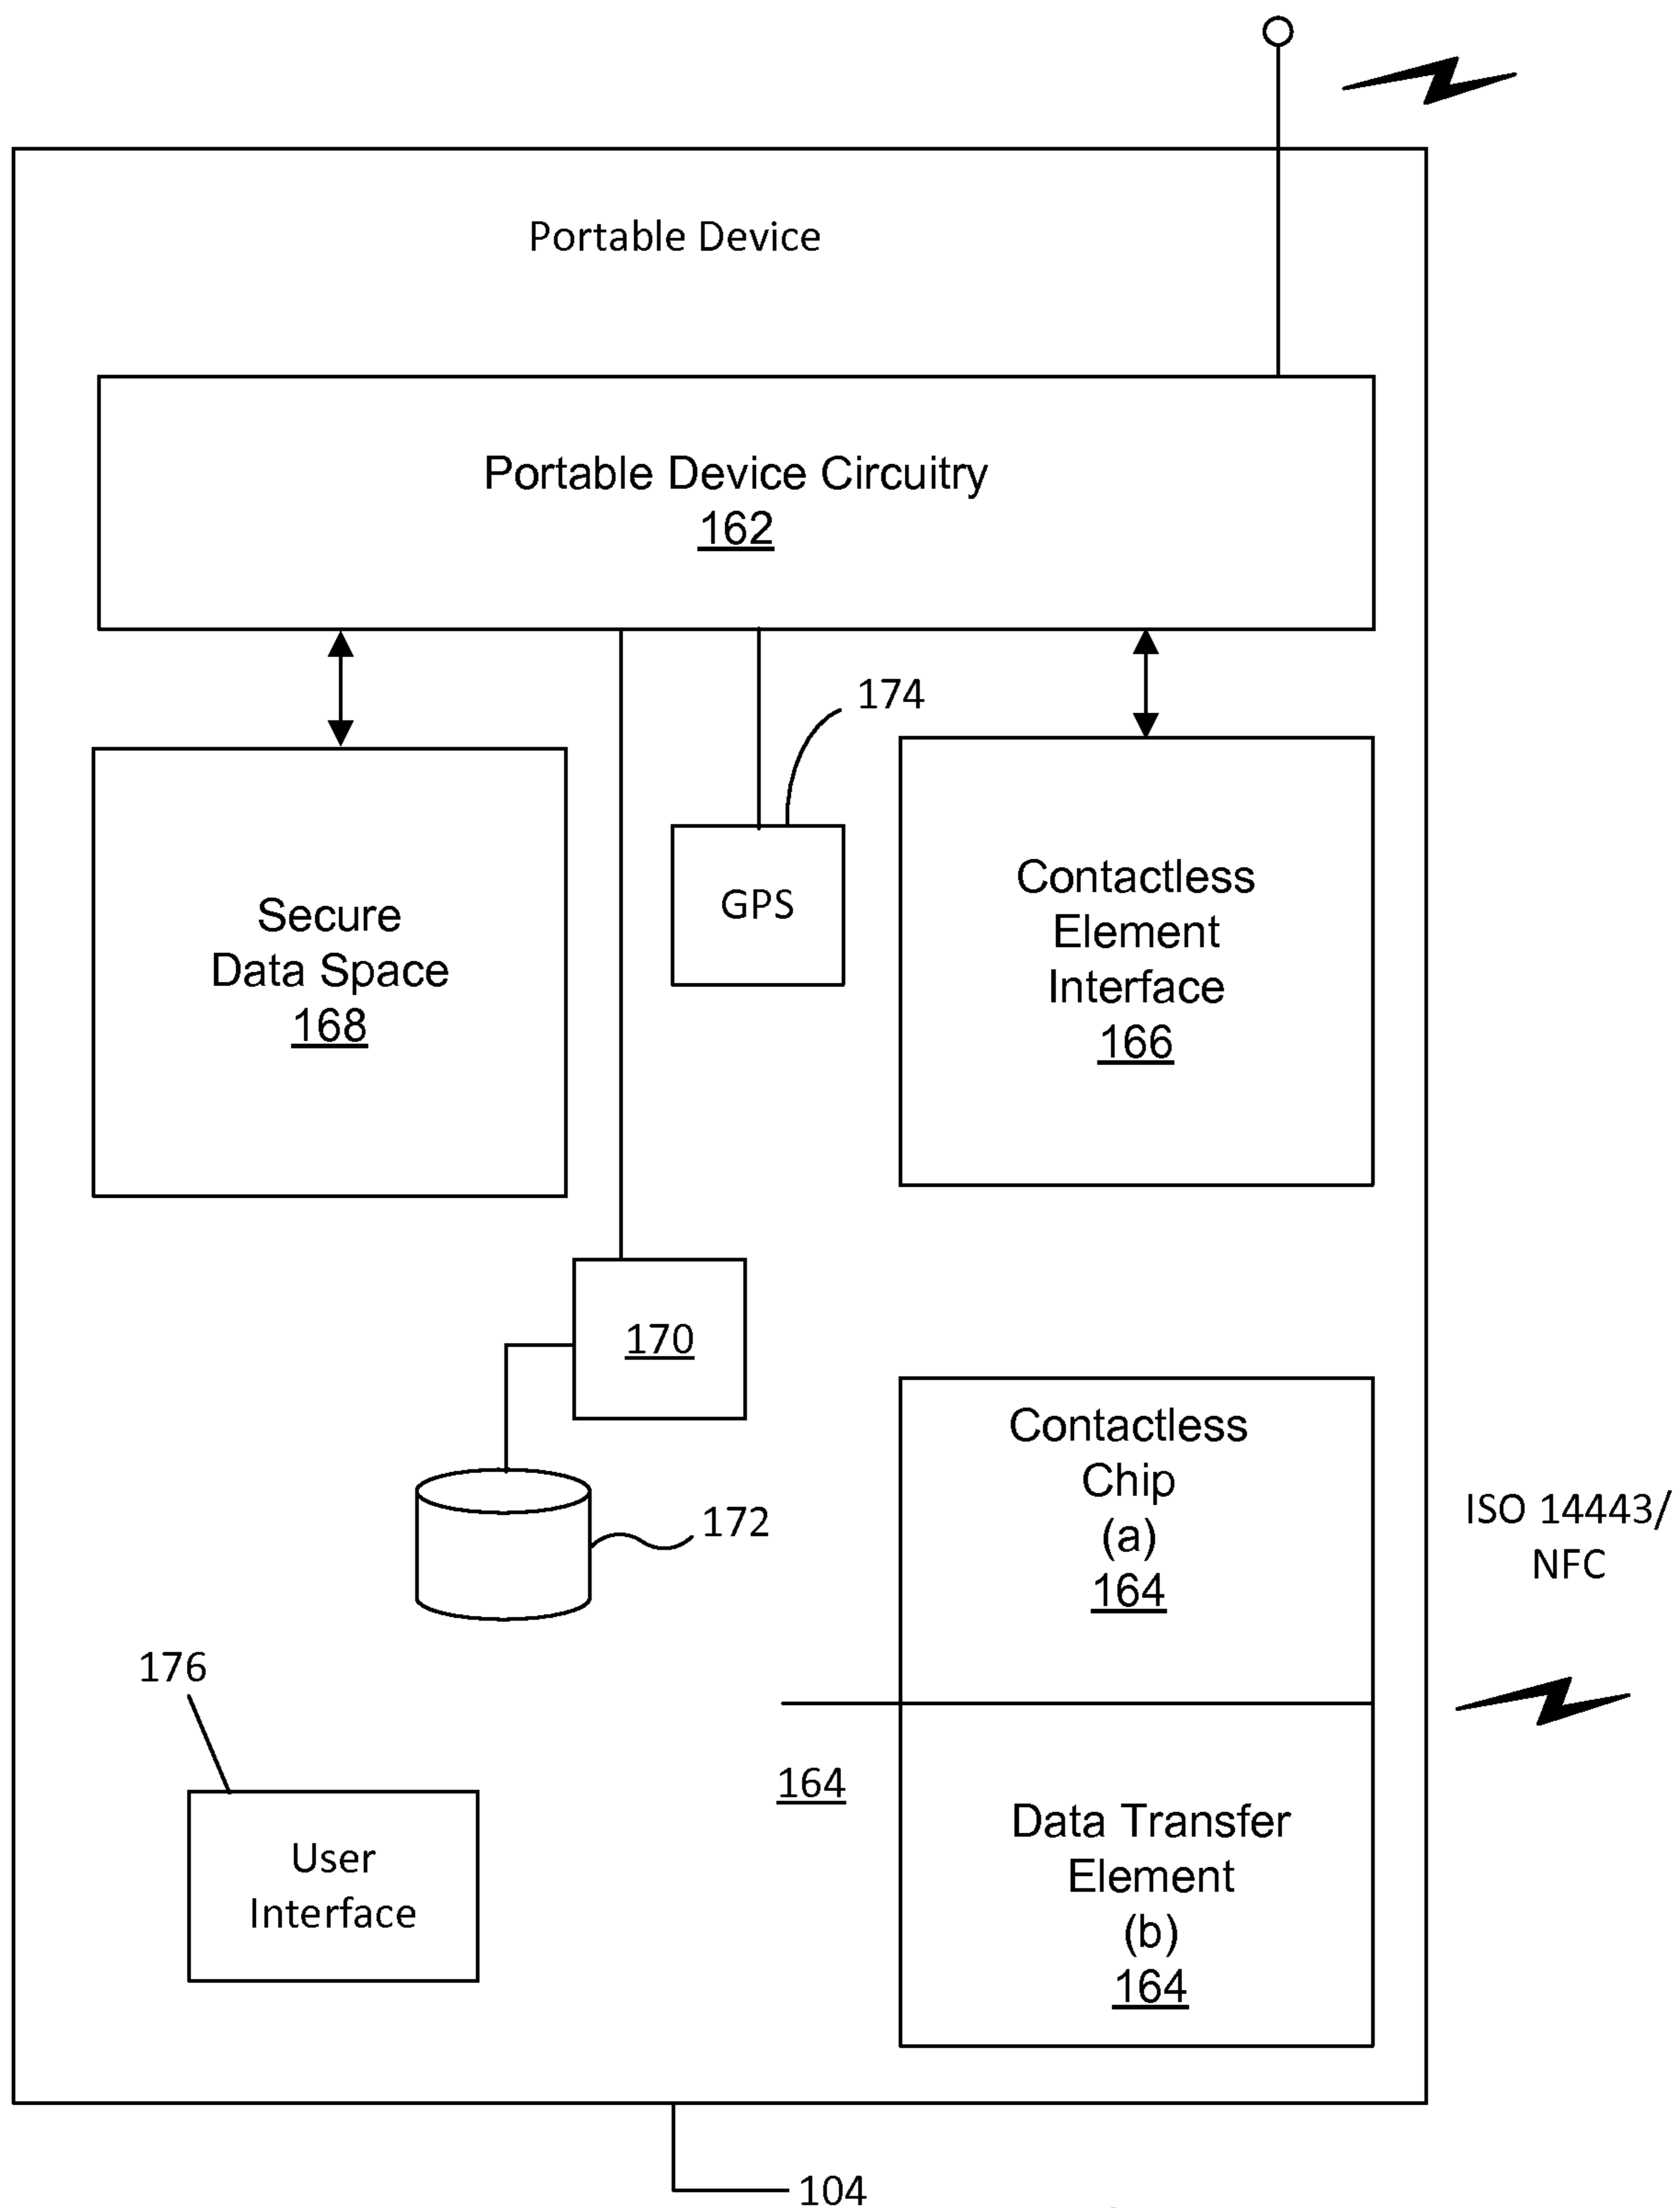 Portable Device
Portable Device Circuitry
162
174
GPS
Secure
Data Space
168
Contactless
Element
Interface
166
170
172
Contactless
Chip
(a)
164
ISO 14443/
NFC
176
User
Interface
164
Data Transfer
Element
(b)
164
104